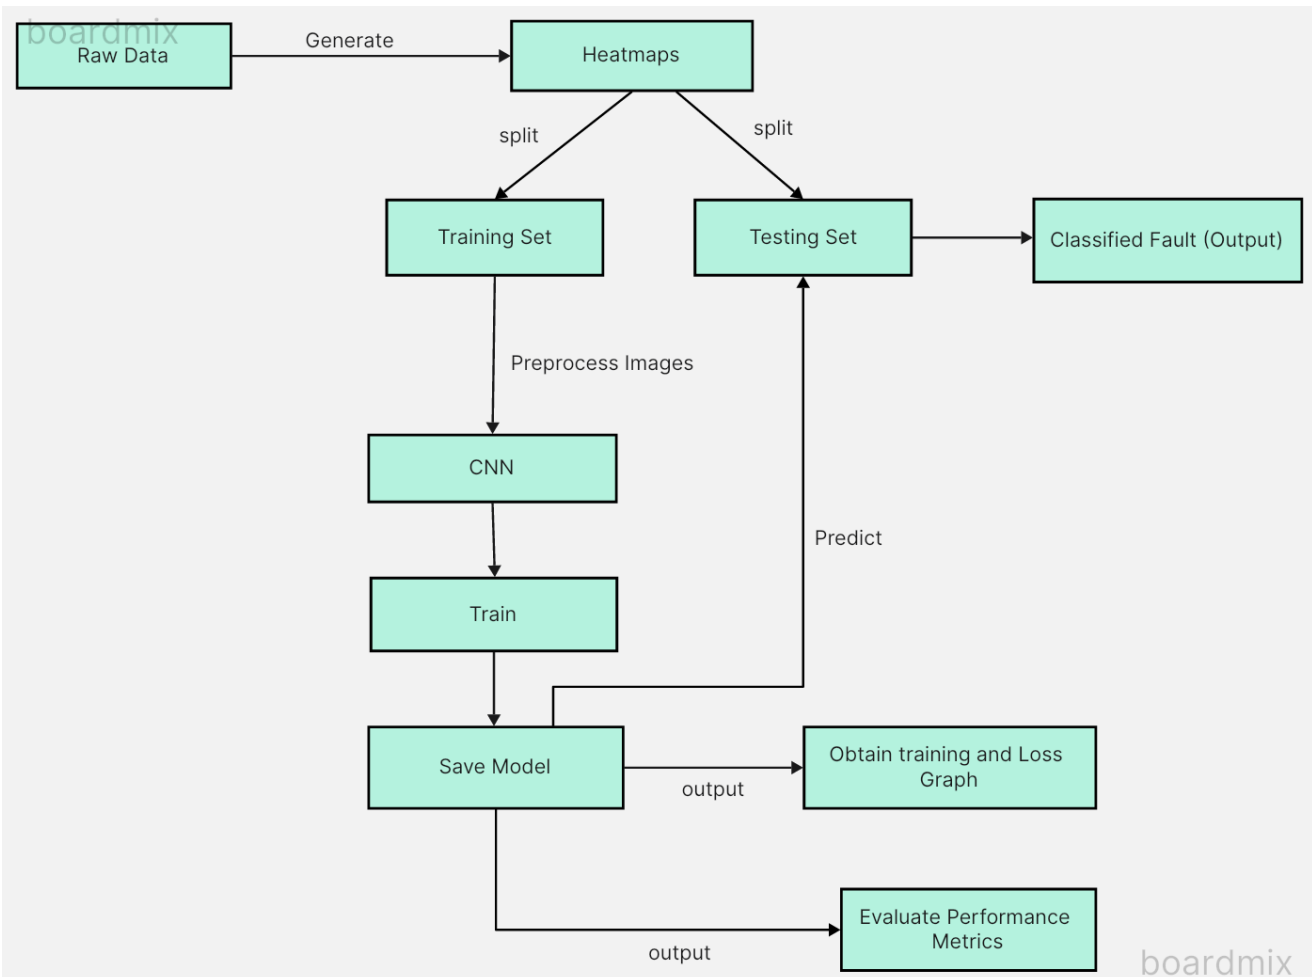 boardmix
Raw Data
Generate
Heatmaps
split
split
Training Set
Testing Set
Classified Fault (Output)
Preprocess Images
CNN
Predict
Train
Save Model
output
Obtain training and Loss
Graph
output
Evaluate Performance
Metrics
boardmix